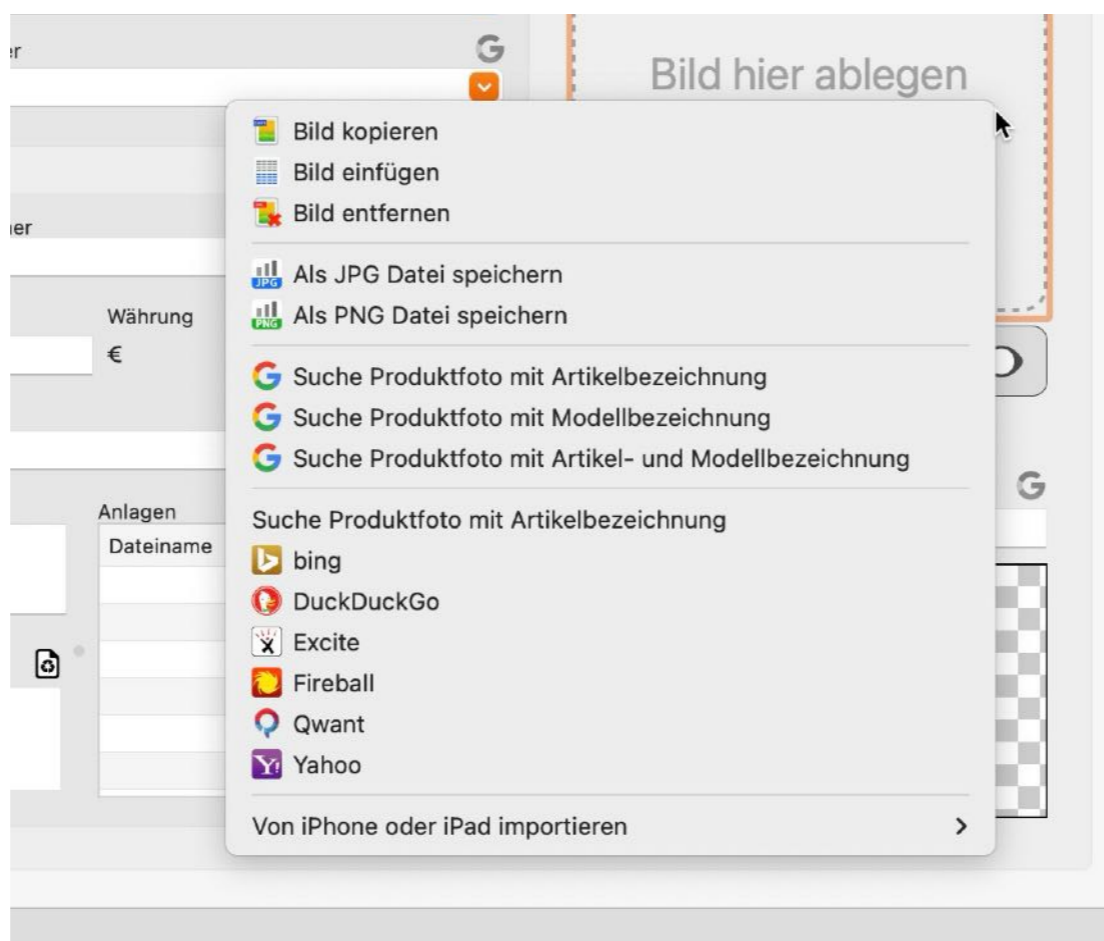 er
Bild hier ablegen
Bild kopieren
Bild einfügen
Bild entfernen
er
Als JPG Datei speichern
Als PNG Datei speichern
Währung
€
Suche Produktfoto mit Artikelbezeichnung
Suche Produktfoto mit Modellbezeichnung
Suche Produktfoto mit Artikel- und Modellbezeichnung
Anlagen
Dateiname
Suche Produktfoto mit Artikelbezeichnung
bing
DuckDuckGo
Excite
Fireball
Qwant
Yahoo
Von iPhone oder iPad importieren